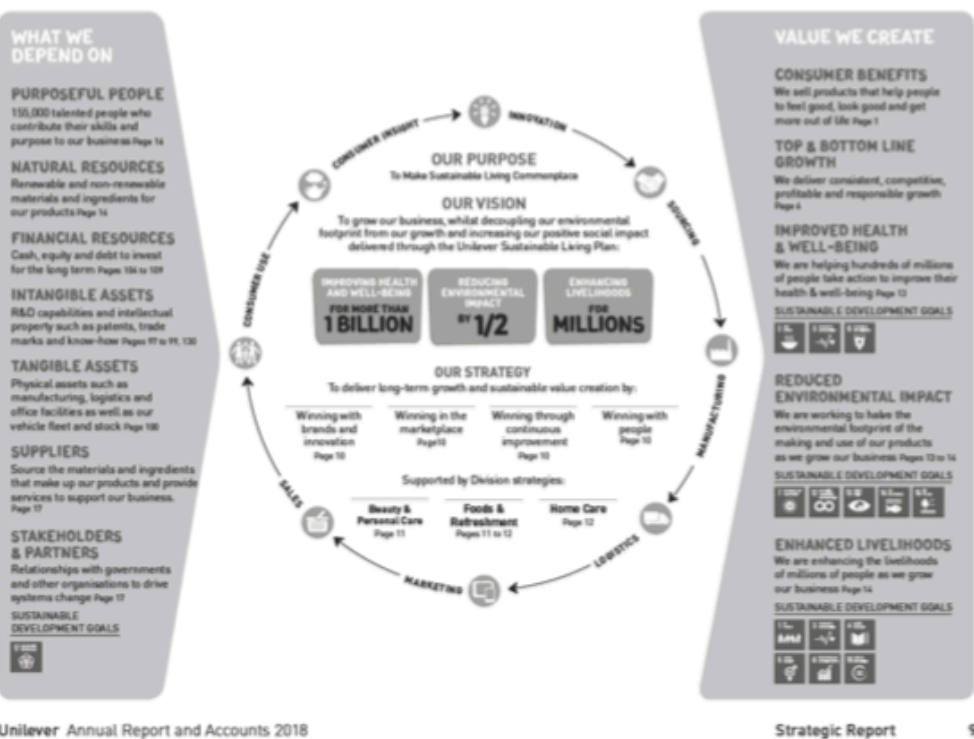 WHAT WE
DEPEND ON
PURPOSEFUL PEOPLE
155,000 talented people who
contribute their skills and
purpose to our business Page 16
NATURAL RESOURCES
Renewable and non-renewable
materials and ingredients for
our products Page 16
FINANCIAL RESOURCES
Cash, equity and debt to invest
for the long term Pages 106 to 109
INTANGIBLE ASSETS
R&D capabilities and intellectual
property such as patents, trade
marks and know-how Pages 97 to 99, 130
TANGIBLE ASSETS
Physical assets such as
manufacturing, logistics and
office facilities as well as our
vehicle fleet and stock Page 100
SUPPLIERS
Source the materials and ingredients
that make up our products and provide
services to support our business.
Page 17
STAKEHOLDERS
& PARTNERS
Relationships with governments
and other organisations to drive
systems change Page 17
SUSTAINABLE
DEVELOPMENT GOALS
CONSUMER INSIGHT
INNOVATION
SOURCING
MANUFACTURING
LOGISTICS
MARKETING
SALES
CONSUMER USE
OUR PURPOSE
To Make Sustainable Living Commonplace
OUR VISION
To grow our business, whilst decoupling our environmental
footprint from our growth and increasing our positive social impact
delivered through the Unilever Sustainable Living Plan:
IMPROVING HEALTH
AND WELL-BEING
FOR MORE THAN
1 BILLION
REDUCING
ENVIRONMENTAL
IMPACT
BY 1/2
ENHANCING
LIVELIHOODS
FOR
MILLIONS
OUR STRATEGY
To deliver long-term growth and sustainable value creation by:
Winning with
brands and
innovation
Page 10
Winning in the
marketplace
Page10
Winning through
continuous
improvement
Page 10
Winning with
people
Page 10
Supported by Division strategies:
Beauty &
Personal Care
Page 11
Foods &
Refreshment
Pages 11 to 12
Home Care
Page 12
VALUE WE CREATE
CONSUMER BENEFITS
We sell products that help people
to feel good, look good and get
more out of life Page 1
TOP & BOTTOM LINE
GROWTH
We deliver consistent, competitive,
profitable and responsible growth
Page 6
IMPROVED HEALTH
& WELL-BEING
We are helping hundreds of millions
of people take action to improve their
health & well-being Page 13
SUSTAINABLE DEVELOPMENT GOALS
REDUCED
ENVIRONMENTAL IMPACT
We are working to halve the
environmental footprint of the
making and use of our products
as we grow our business Pages 13 to 14
SUSTAINABLE DEVELOPMENT GOALS
ENHANCED LIVELIHOODS
We are enhancing the livelihoods
of millions of people as we grow
our business Page 14
SUSTAINABLE DEVELOPMENT GOALS
Unilever Annual Report and Accounts 2018
Strategic Report
9